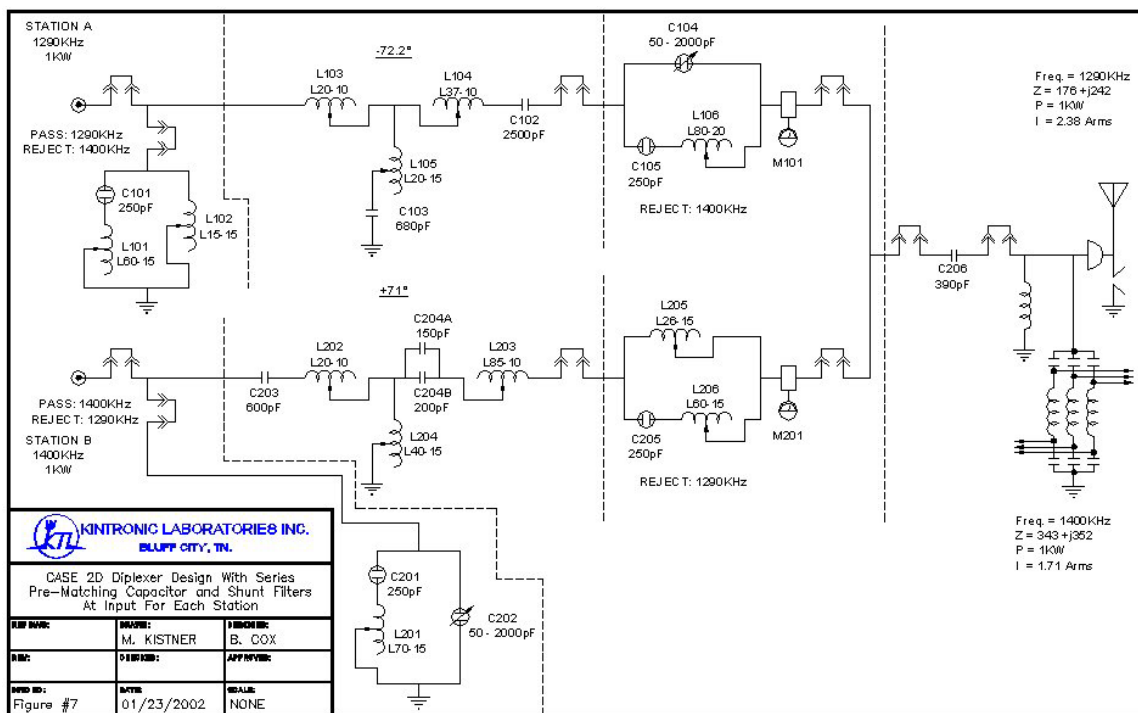 STATION A
1290KHz
1KW
PASS: 1290KHz
REJECT: 1400KHz
C101
250pF
L101
L60-15
L102
L15-15
-72.2°
L103
L20-10
L104
L37-10
C102
2500pF
L105
L20-15
C103
680pF
C104
50 - 2000pF
L106
L80-20
C105
250pF
M101
REJECT: 1400KHz
Freq. = 1290KHz
Z = 176 +j242
P = 1KW
I = 2.38 Arms
C206
390pF
+71°
C204A
150pF
L202
L20-10
L203
L85-10
C203
600pF
C204B
200pF
L204
L40-15
L205
L26-15
L206
L60-15
C205
250pF
M201
REJECT: 1290KHz
PASS: 1400KHz
REJECT: 1290KHz
STATION B
1400KHz
1KW
C201
250pF
L201
L70-15
C202
50 - 2000pF
Freq. = 1400KHz
Z = 343 +j352
P = 1KW
I = 1.71 Arms
KTL
KINTRONIC LABORATORIES INC.
BLUFF CITY, TN.
CASE 2D Diplexer Design With Series
Pre-Matching Capacitor and Shunt Filters
At Input For Each Station
M. KISTNER
B. COX
REV:
CHECKED:
APPROVED:
DATE:
SCALE:
Figure #7
01/23/2002
NONE